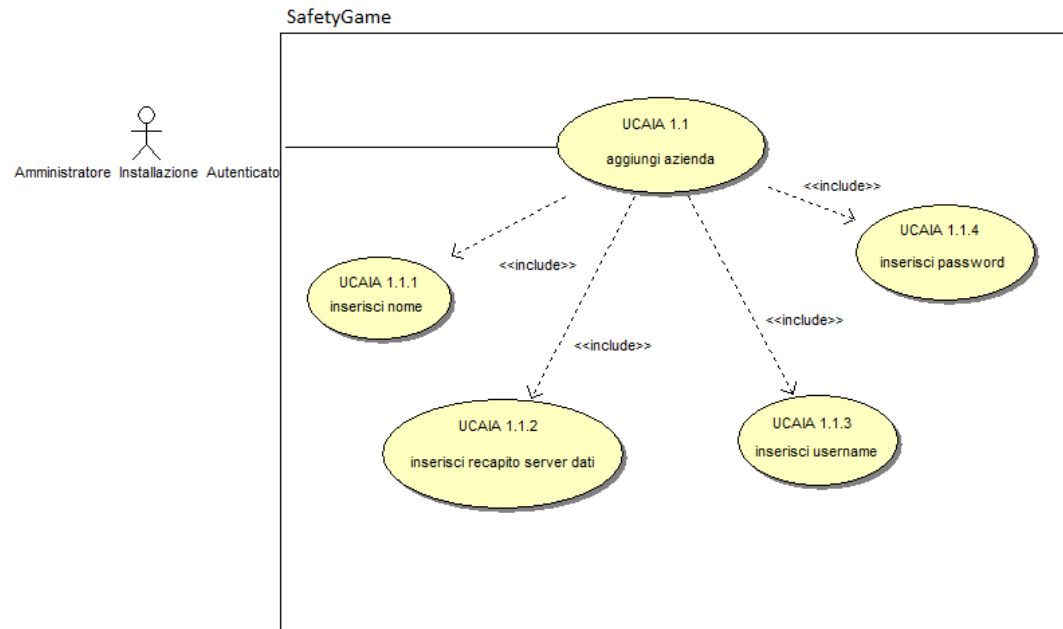 SafetyGame
Amministratore Installazione Autenticato
UCAIA 1.1
aggiungi azienda
<<include>>
<<include>>
<<include>>
<<include>>
UCAIA 1.1.4
inserisci password
UCAIA 1.1.1
inserisci nome
UCAIA 1.1.2
inserisci recapito server dati
UCAIA 1.1.3
inserisci username